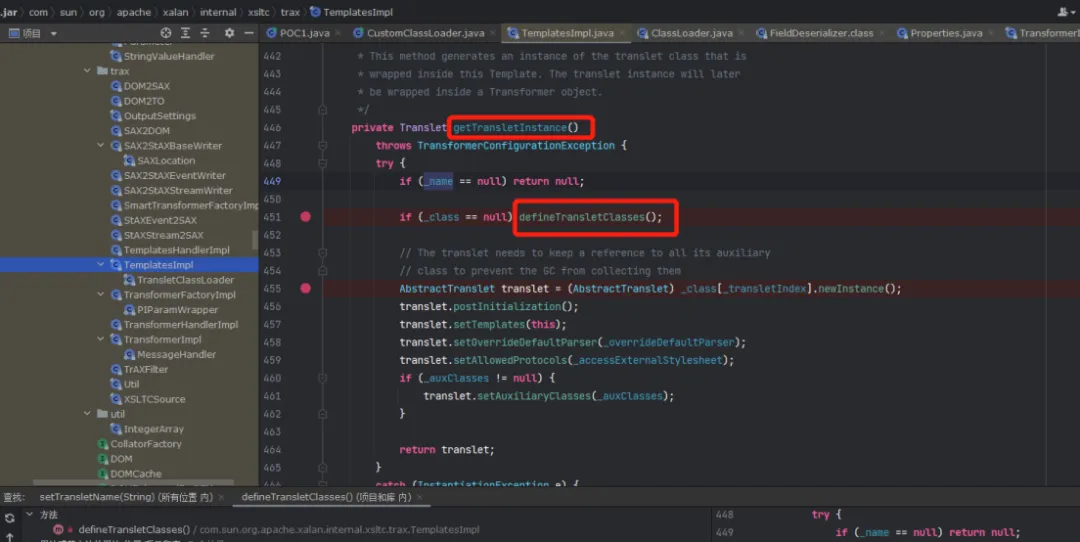 .jar › com › sun › org › apache › xalan › internal › xsltc › trax › TemplatesImpl
项目
POC1.java CustomClassLoader.java TemplatesImpl.java ClassLoader.java FieldDeserializer.class Properties.java TransformerI
StringValueHandler
trax
DOM2SAX
DOM2TO
OutputSettings
SAX2DOM
SAX2StAXBaseWriter
SAXLocation
SAX2StAXEventWriter
SAX2StAXStreamWriter
SmartTransformerFactoryImp
StAXEvent2SAX
StAXStream2SAX
TemplatesHandlerImpl
TemplatesImpl
TransletClassLoader
TransformerFactoryImpl
PIParamWrapper
TransformerHandlerImpl
TransformerImpl
MessageHandler
TrAXFilter
Util
XSLTCSource
util
IntegerArray
CollatorFactory
DOM
DOMCache
442 * This method generates an instance of the translet class that is
443 * wrapped inside this Template. The translet instance will later
444 * be wrapped inside a Transformer object.
445 */
446 private Translet getTransletInstance()
447 throws TransformerConfigurationException {
448 try {
449 if (_name == null) return null;
450
451 if (_class == null) defineTransletClasses();
452
453 // The translet needs to keep a reference to all its auxiliary
454 // class to prevent the GC from collecting them
455 AbstractTranslet translet = (AbstractTranslet) _class[_transletIndex].newInstance();
456 translet.postInitialization();
457 translet.setTemplates(this);
458 translet.setOverrideDefaultParser(_overrideDefaultParser);
459 translet.setAllowedProtocols(_accessExternalStylesheet);
460 if (_auxClasses != null) {
461 translet.setAuxiliaryClasses(_auxClasses);
462 }
463
464 return translet;
465 }
466 catch (InstantiationException e) {
查找: setTransletName(String) (所有位置 内) × defineTransletClasses() (项目和库 内) ×
方法
defineTransletClasses() / com.sun.org.apache.xalan.internal.xsltc.trax.TemplatesImpl
448 try {
449 if (_name == null) return null;